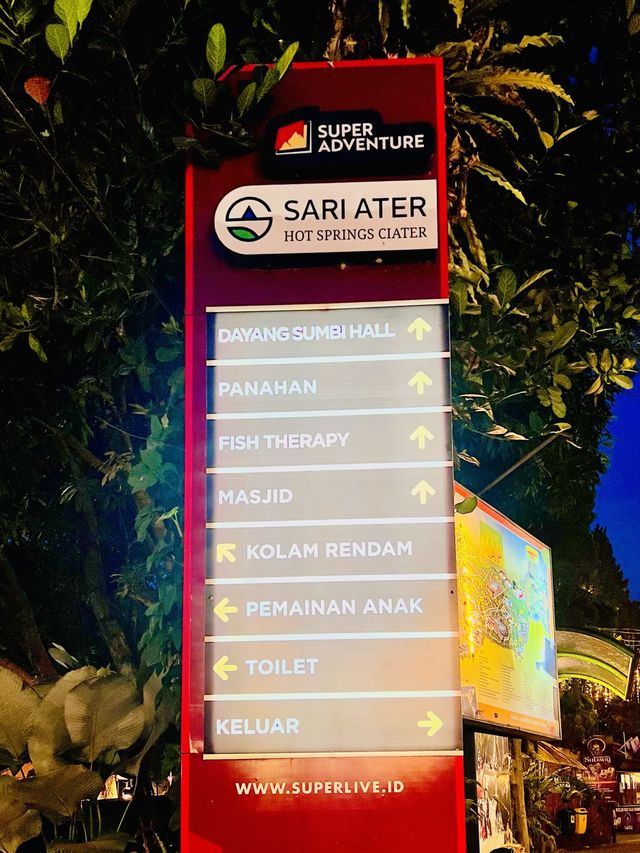 SUPER
ADVENTURE
SARI ATER
HOT SPRINGS CIATER
DAYANG SUMBI HALL
PANAHAN
FISH THERAPY
MASJID
KOLAM RENDAM
PEMAINAN ANAK
TOILET
KELUAR
WWW.SUPERLIVE.ID